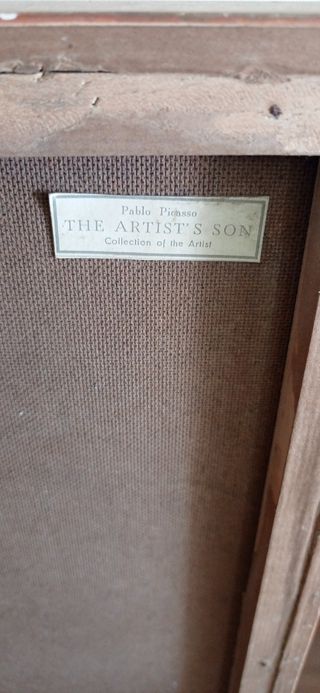 Pablo Picasso
THE ARTIST'S SON
Collection of the Artist